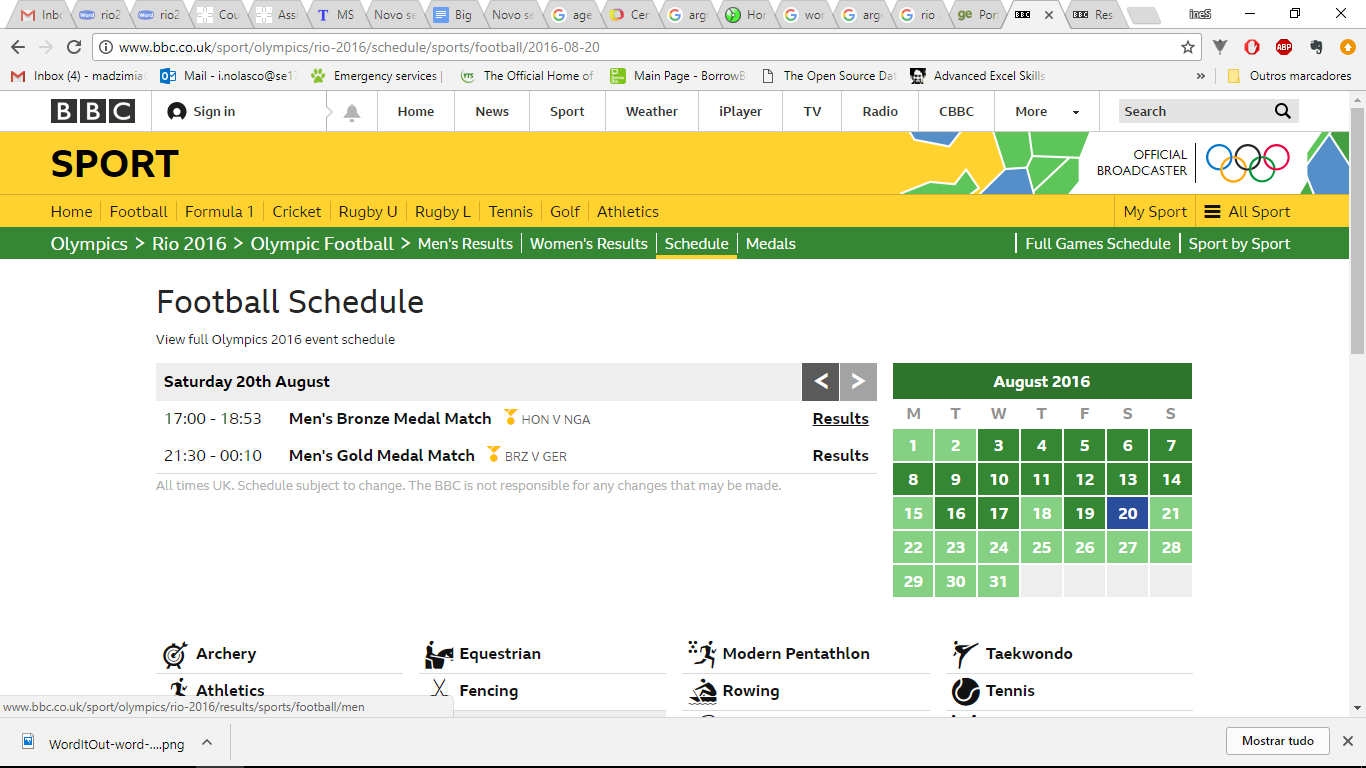 Inb rio2 rio2 Cou Assi MS Novo se Big Novo se age Cer arg Hor wor arg rio Por BBC Res ineS
www.bbc.co.uk/sport/olympics/rio-2016/schedule/sports/football/2016-08-20
Inbox (4) - madzimia Mail - i.nolasco@se17 Emergency services | The Official Home of Main Page - BorrowB The Open Source Dat Advanced Excel Skills » Outros marcadores
BBC Sign in Home News Sport Weather iPlayer TV Radio CBBC More Search
SPORT OFFICIAL
BROADCASTER
Home Football Formula 1 Cricket Rugby U Rugby L Tennis Golf Athletics My Sport All Sport
Olympics > Rio 2016 > Olympic Football > Men's Results Women's Results Schedule Medals Full Games Schedule Sport by Sport
Football Schedule
View full Olympics 2016 event schedule
Saturday 20th August < >
17:00 - 18:53 Men's Bronze Medal Match HON V NGA Results
21:30 - 00:10 Men's Gold Medal Match BRZ V GER Results
All times UK. Schedule subject to change. The BBC is not responsible for any changes that may be made.
August 2016
M T W T F S S
1 2 3 4 5 6 7
8 9 10 11 12 13 14
15 16 17 18 19 20 21
22 23 24 25 26 27 28
29 30 31
Archery Equestrian Modern Pentathlon Taekwondo
Athletics Fencing Rowing Tennis
www.bbc.co.uk/sport/olympics/rio-2016/results/sports/football/men
WordItOut-word-....png Mostrar tudo